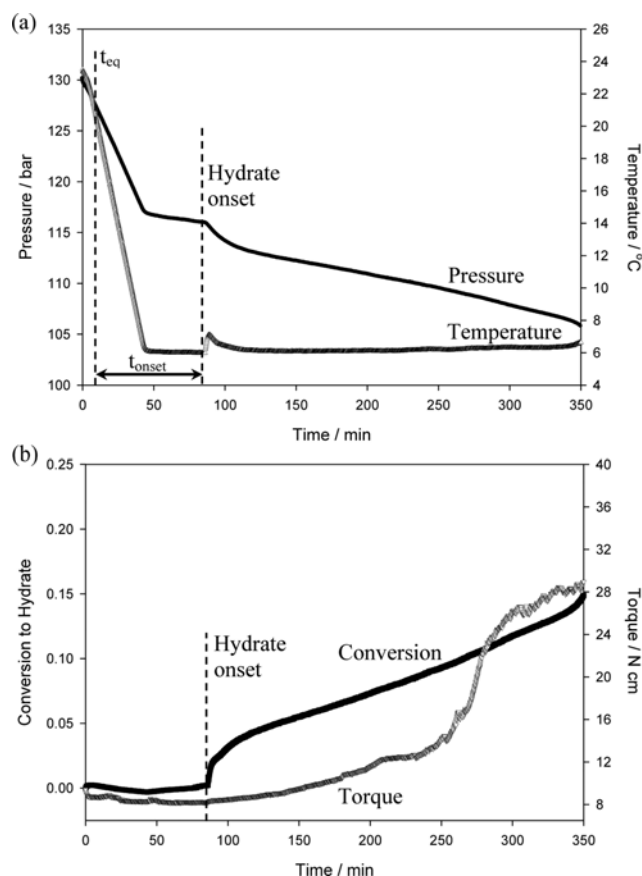 (a)
135
130
125
120
115
110
105
100
Pressure / bar
t_eq
Hydrate
onset
Pressure
Temperature
t_onset
26
24
22
20
18
16
14
12
10
8
6
4
Temperature / °C
0 50 100 150 200 250 300 350
Time / min
(b)
0.25
0.20
0.15
0.10
0.05
0.00
Conversion to Hydrate
Hydrate
onset
Conversion
Torque
40
36
32
28
24
20
16
12
8
Torque / N cm
0 50 100 150 200 250 300 350
Time / min